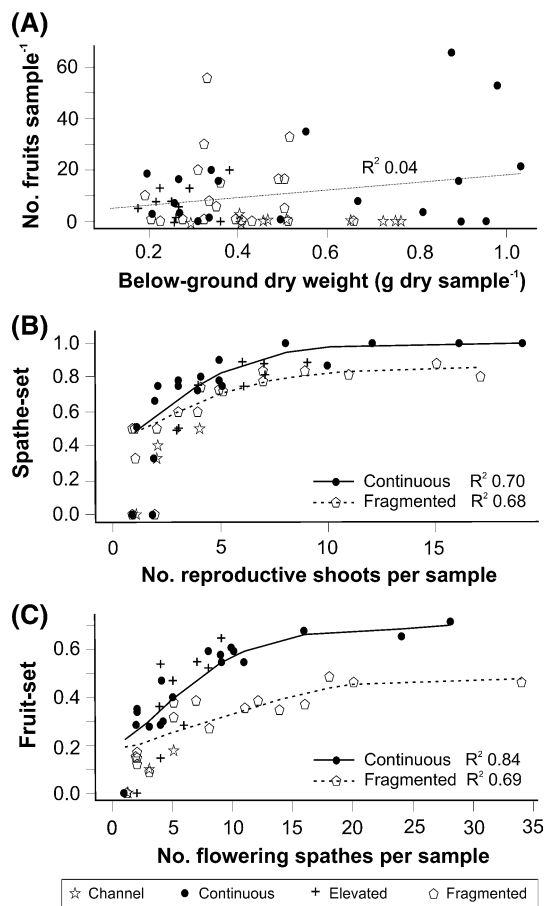 (A)
No. fruits sample⁻¹
60
40
20
0
R² 0.04
0.2 0.4 0.6 0.8 1.0
Below-ground dry weight (g dry sample⁻¹)
(B)
Spathe-set
1.0
0.8
0.6
0.4
0.2
0.0
Continuous R² 0.70
Fragmented R² 0.68
0 5 10 15
No. reproductive shoots per sample
(C)
Fruit-set
0.6
0.4
0.2
0.0
Continuous R² 0.84
Fragmented R² 0.69
0 5 10 15 20 25 30 35
No. flowering spathes per sample
Channel Continuous Elevated Fragmented